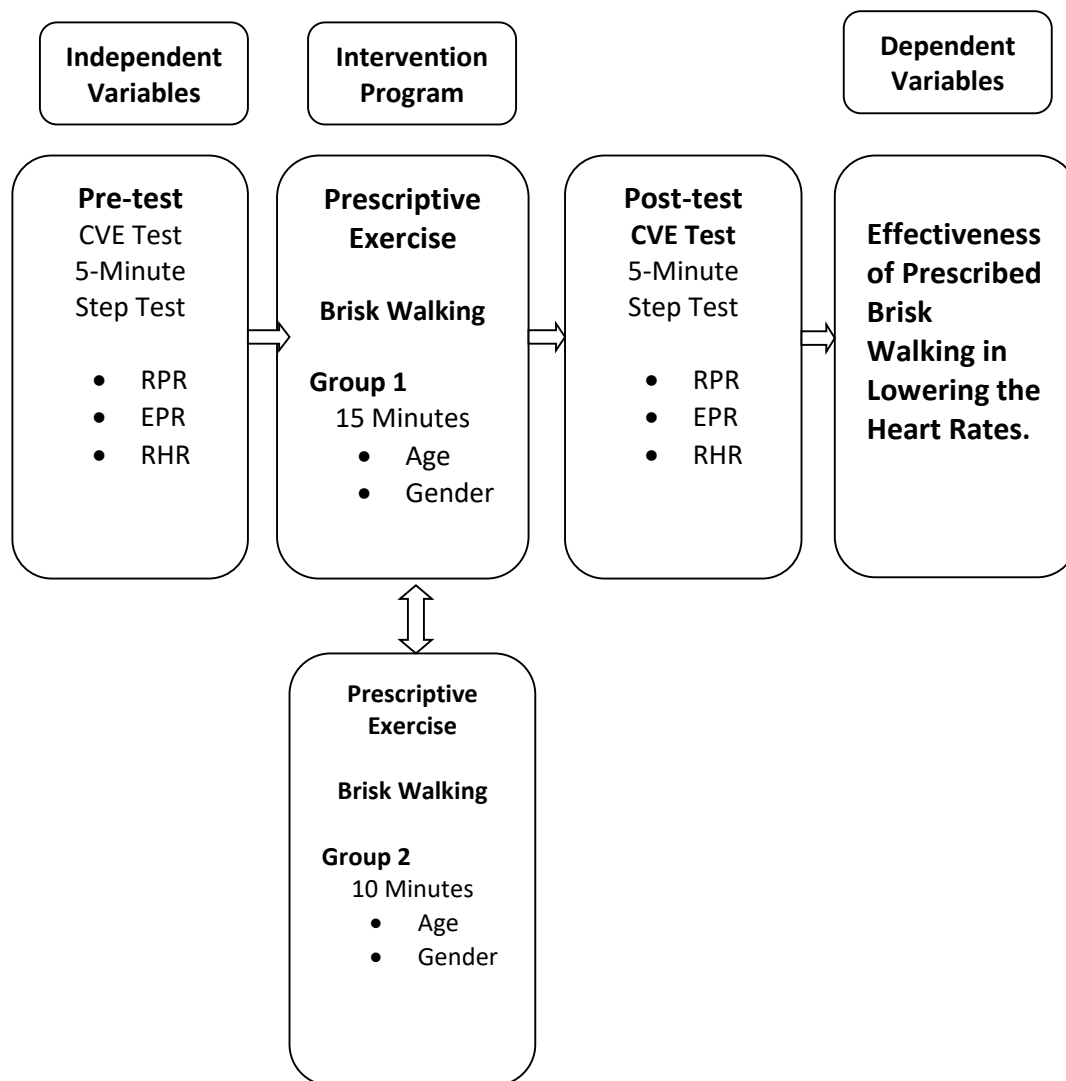 Independent
Variables
Intervention
Program
Dependent
Variables
Pre-test
CVE Test
5-Minute
Step Test
• RPR
• EPR
• RHR
Prescriptive
Exercise
Brisk Walking
Group 1
15 Minutes
• Age
• Gender
Post-test
CVE Test
5-Minute
Step Test
• RPR
• EPR
• RHR
Effectiveness
of Prescribed
Brisk
Walking in
Lowering the
Heart Rates.
Prescriptive
Exercise
Brisk Walking
Group 2
10 Minutes
• Age
• Gender